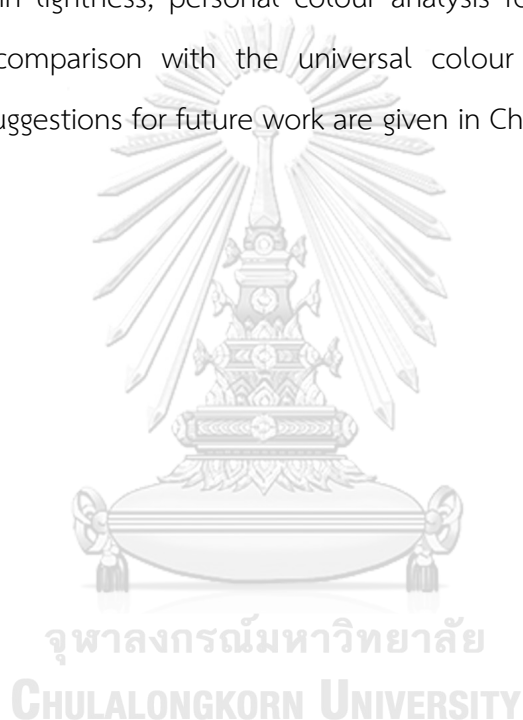 in lightness, personal colour analysis fo
comparison with the universal colour
uggestions for future work are given in Ch
จุฬาลงกรณ์มหาวิทยาลัย
CHULALONGKORN UNIVERSITY